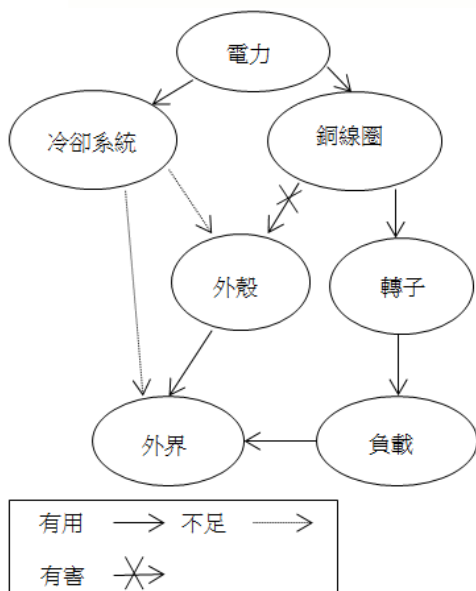 電力
冷卻系統
銅線圈
外殼
轉子
外界
負載
有用 不足
有害